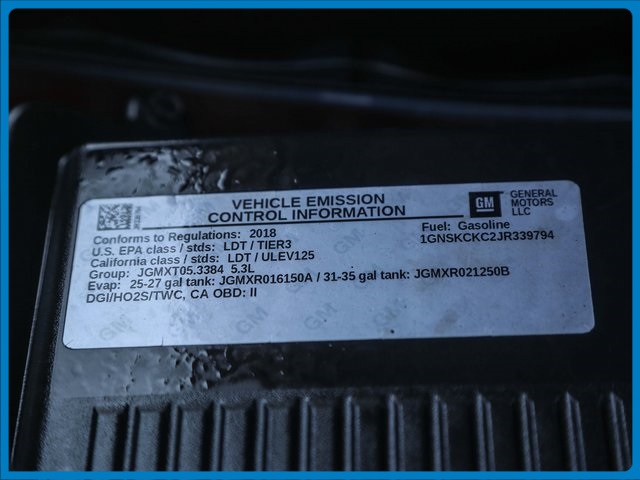 VEHICLE EMISSION
CONTROL INFORMATION
GM
GENERAL
MOTORS
LLC
Conforms to Regulations: 2018
Fuel: Gasoline
U.S. EPA class / stds: LDT / TIER3
1GNSKCKC2JR339794
California class / stds: LDT / ULEV125
Group: JGMXT05.3384 5.3L
Evap: 25-27 gal tank: JGMXR016150A / 31-35 gal tank: JGMXR021250B
DGI/HO2S/TWC, CA OBD: II